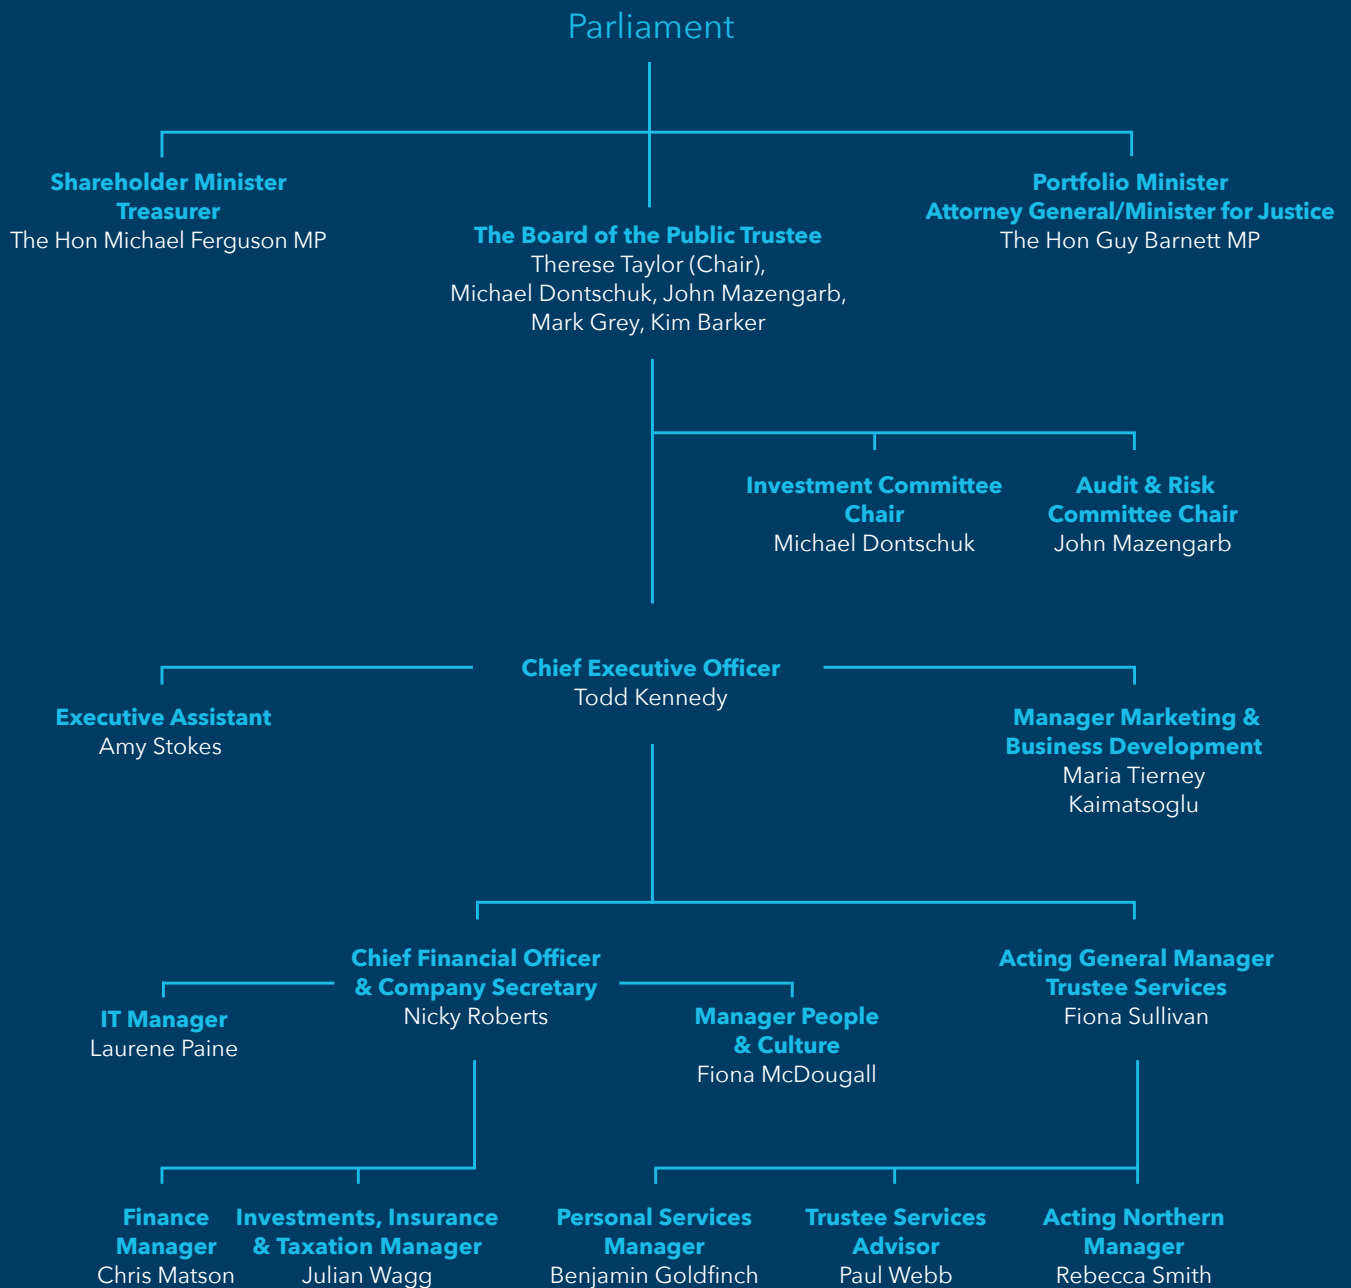 Parliament
Shareholder Minister
Treasurer
The Hon Michael Ferguson MP
The Board of the Public Trustee
Therese Taylor (Chair),
Michael Dontschuk, John Mazengarb,
Mark Grey, Kim Barker
Portfolio Minister
Attorney General/Minister for Justice
The Hon Guy Barnett MP
Investment Committee
Chair
Michael Dontschuk
Audit & Risk
Committee Chair
John Mazengarb
Chief Executive Officer
Todd Kennedy
Executive Assistant
Amy Stokes
Manager Marketing &
Business Development
Maria Tierney
Kaimatsoglu
Chief Financial Officer
& Company Secretary
Nicky Roberts
Acting General Manager
Trustee Services
Fiona Sullivan
IT Manager
Laurene Paine
Manager People
& Culture
Fiona McDougall
Finance
Manager
Chris Matson
Investments, Insurance
& Taxation Manager
Julian Wagg
Personal Services
Manager
Benjamin Goldfinch
Trustee Services
Advisor
Paul Webb
Acting Northern
Manager
Rebecca Smith